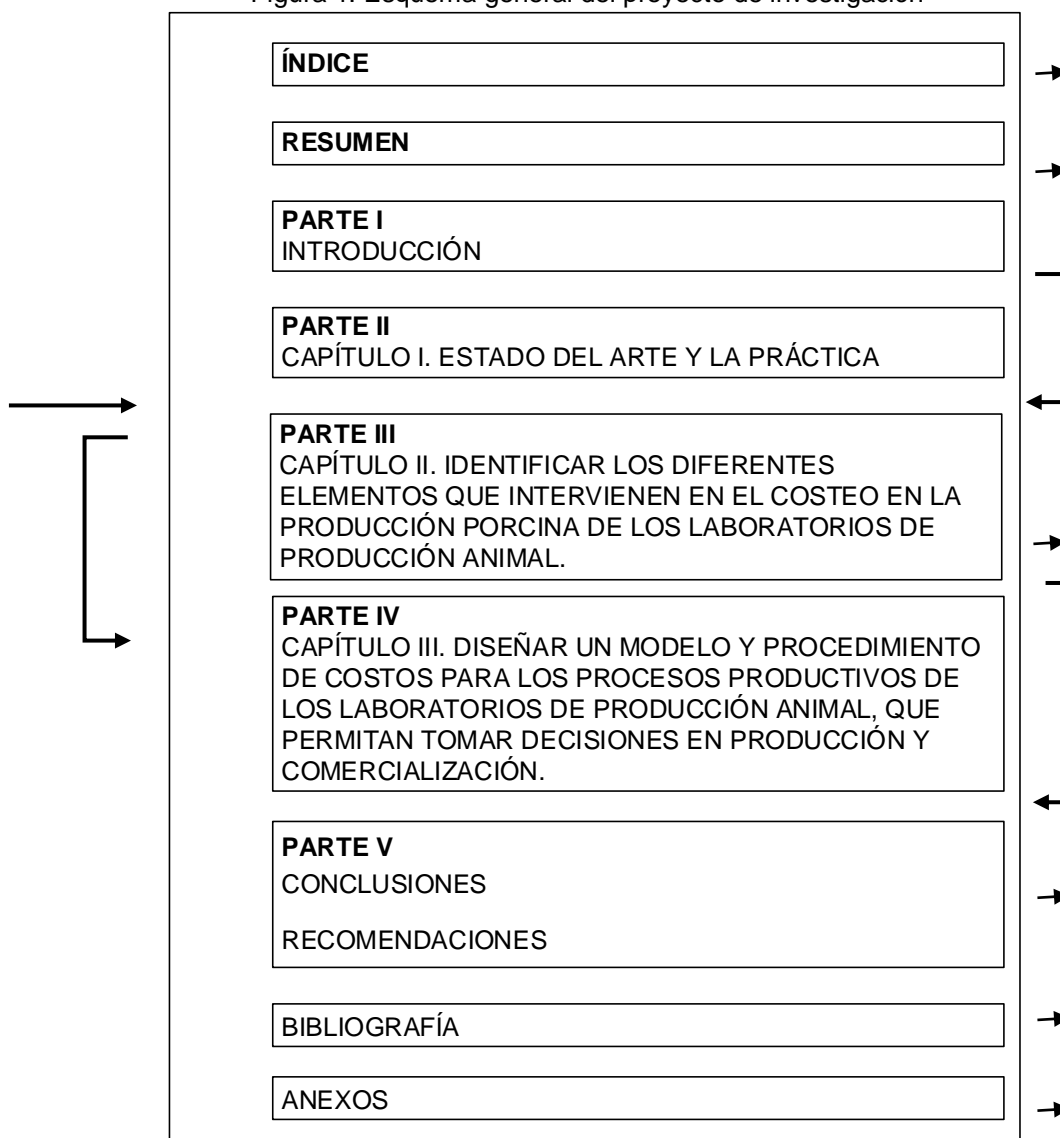 Figura 1. Esquema general del proyecto de investigación
ÍNDICE
RESUMEN
PARTE I
INTRODUCCIÓN
PARTE II
CAPÍTULO I. ESTADO DEL ARTE Y LA PRÁCTICA
PARTE III
CAPÍTULO II. IDENTIFICAR LOS DIFERENTES
ELEMENTOS QUE INTERVIENEN EN EL COSTEO EN LA
PRODUCCIÓN PORCINA DE LOS LABORATORIOS DE
PRODUCCIÓN ANIMAL.
PARTE IV
CAPÍTULO III. DISEÑAR UN MODELO Y PROCEDIMIENTO
DE COSTOS PARA LOS PROCESOS PRODUCTIVOS DE
LOS LABORATORIOS DE PRODUCCIÓN ANIMAL, QUE
PERMITAN TOMAR DECISIONES EN PRODUCCIÓN Y
COMERCIALIZACIÓN.
PARTE V
CONCLUSIONES
RECOMENDACIONES
BIBLIOGRAFÍA
ANEXOS